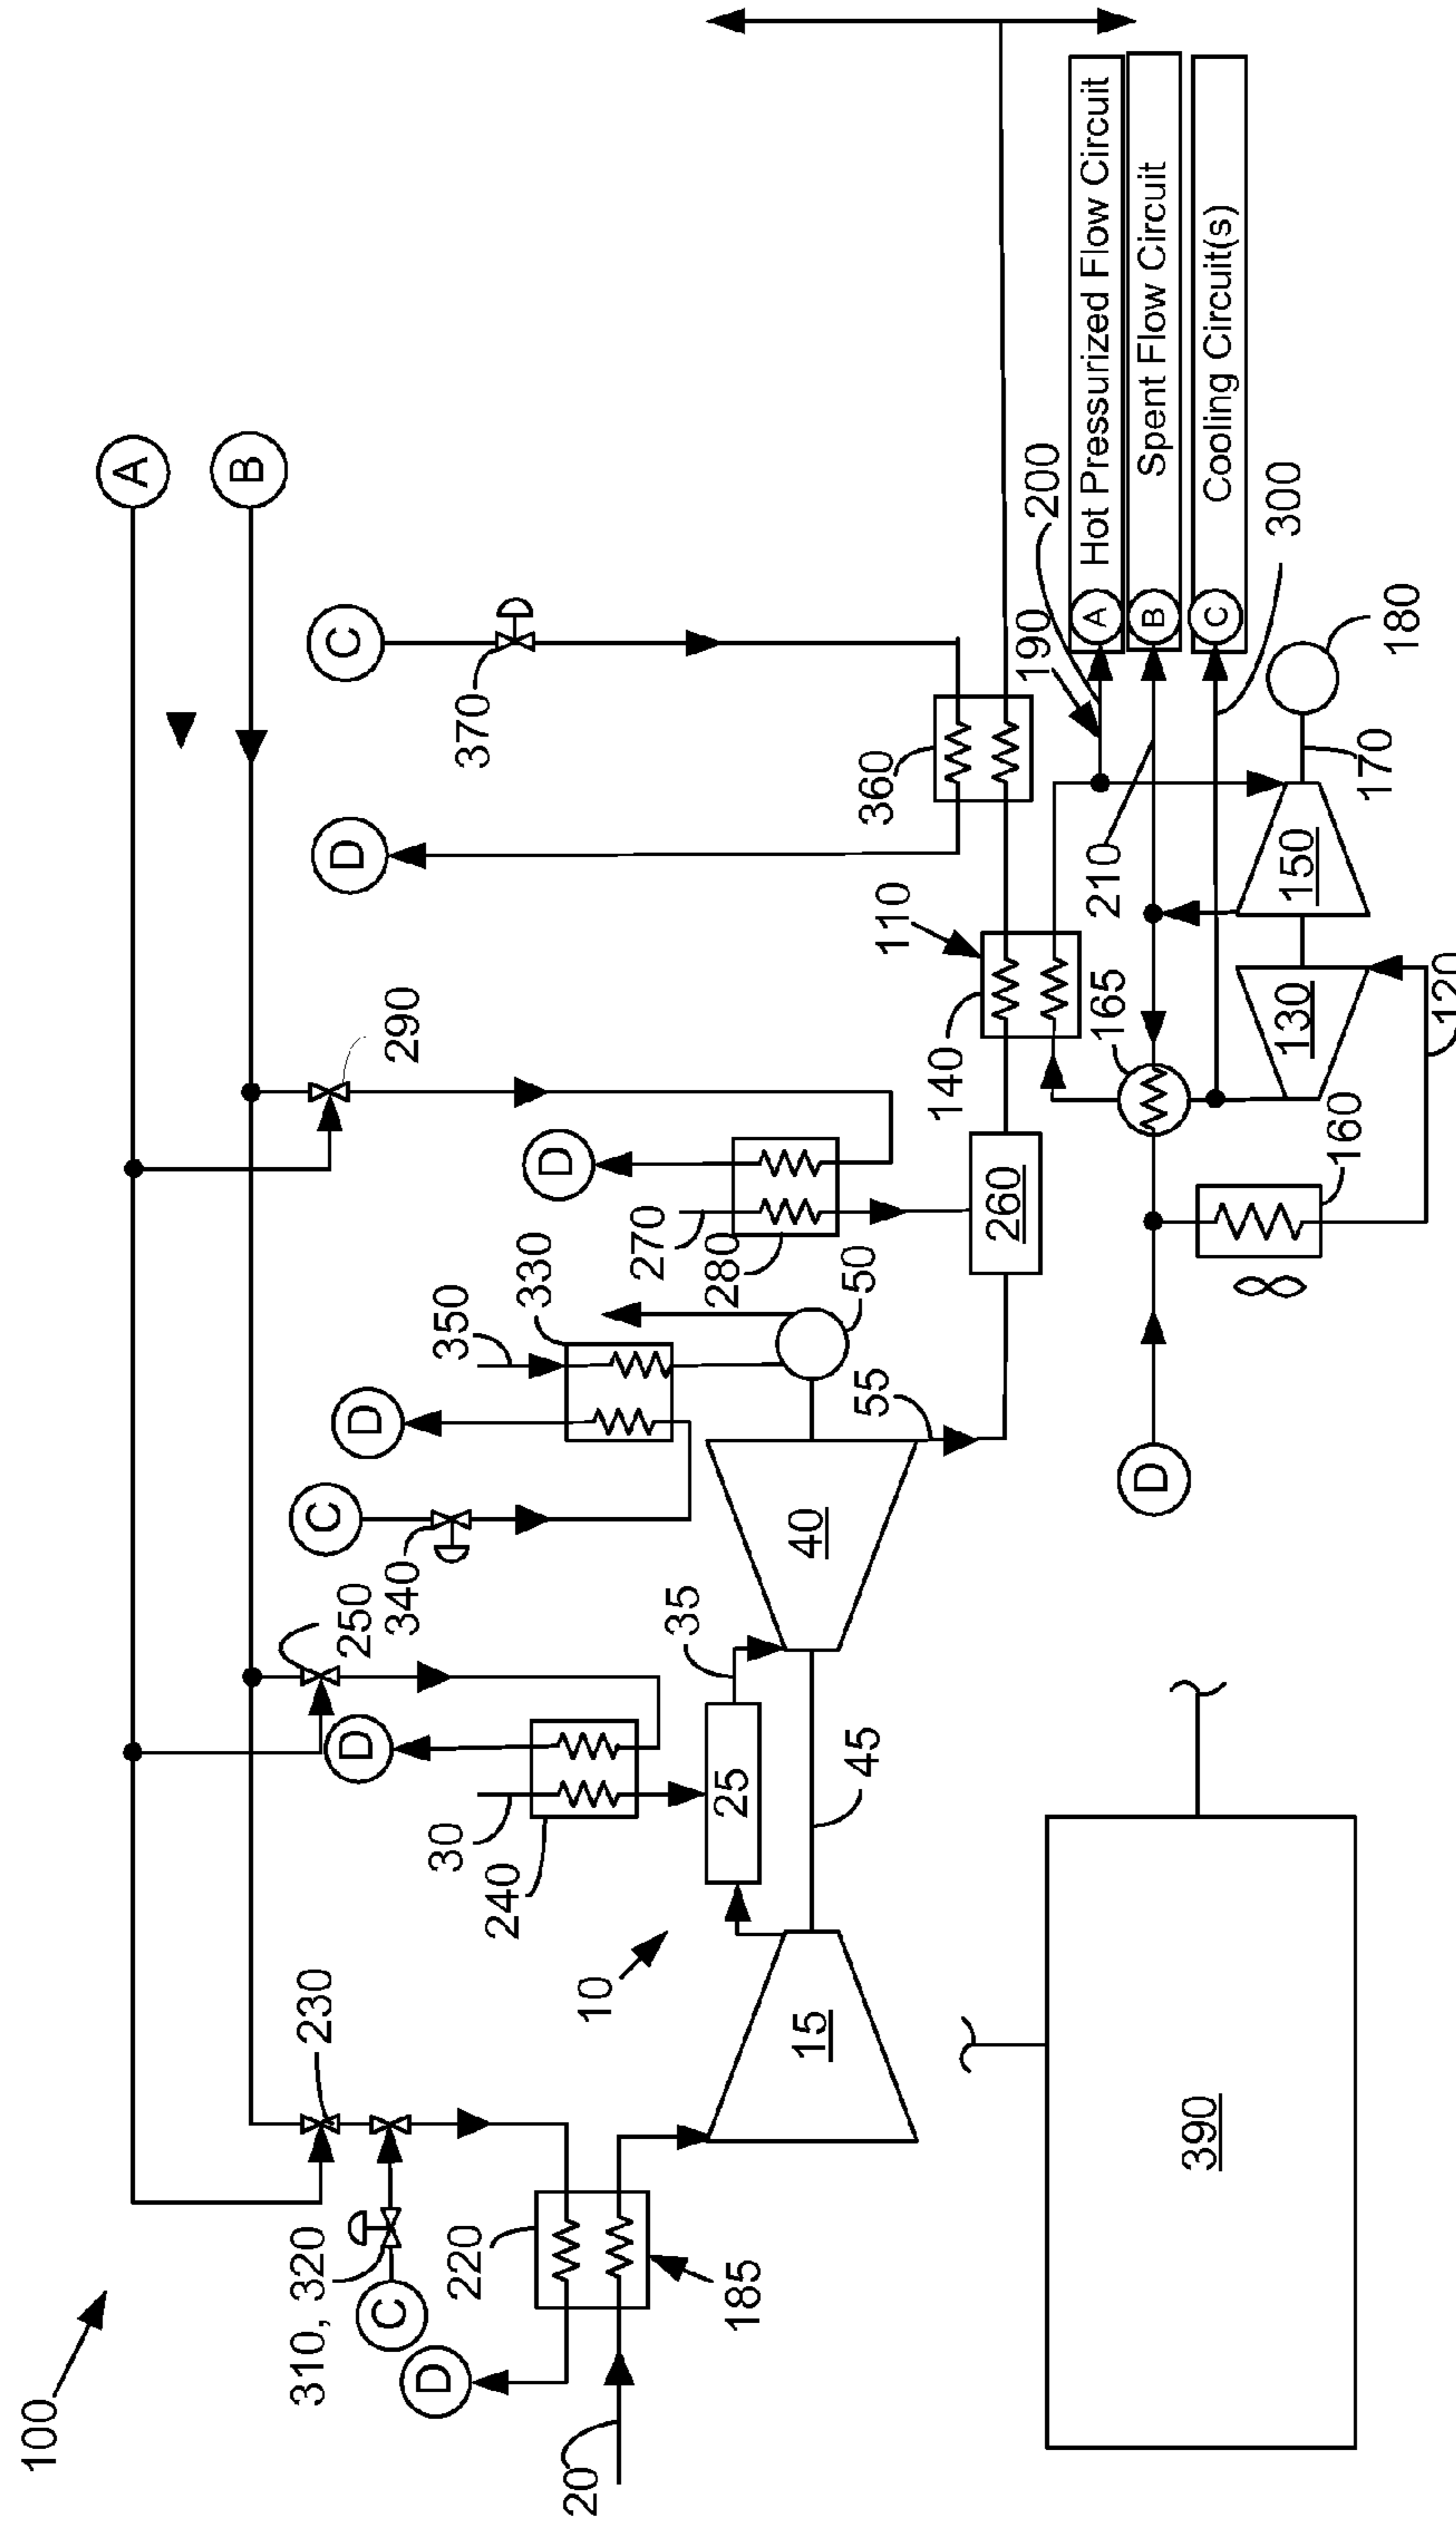 100
A
B
C
D
370
360
290
D
270
280
350
330
50
D
C
340
250
D
30
240
35
25
40
55
45
10
15
230
310, 320
C
D
220
185
20
260
140
110
200
190
A Hot Pressurized Flow Circuit
B Spent Flow Circuit
C Cooling Circuit(s)
300
180
170
150
210
165
130
120
160
D
390